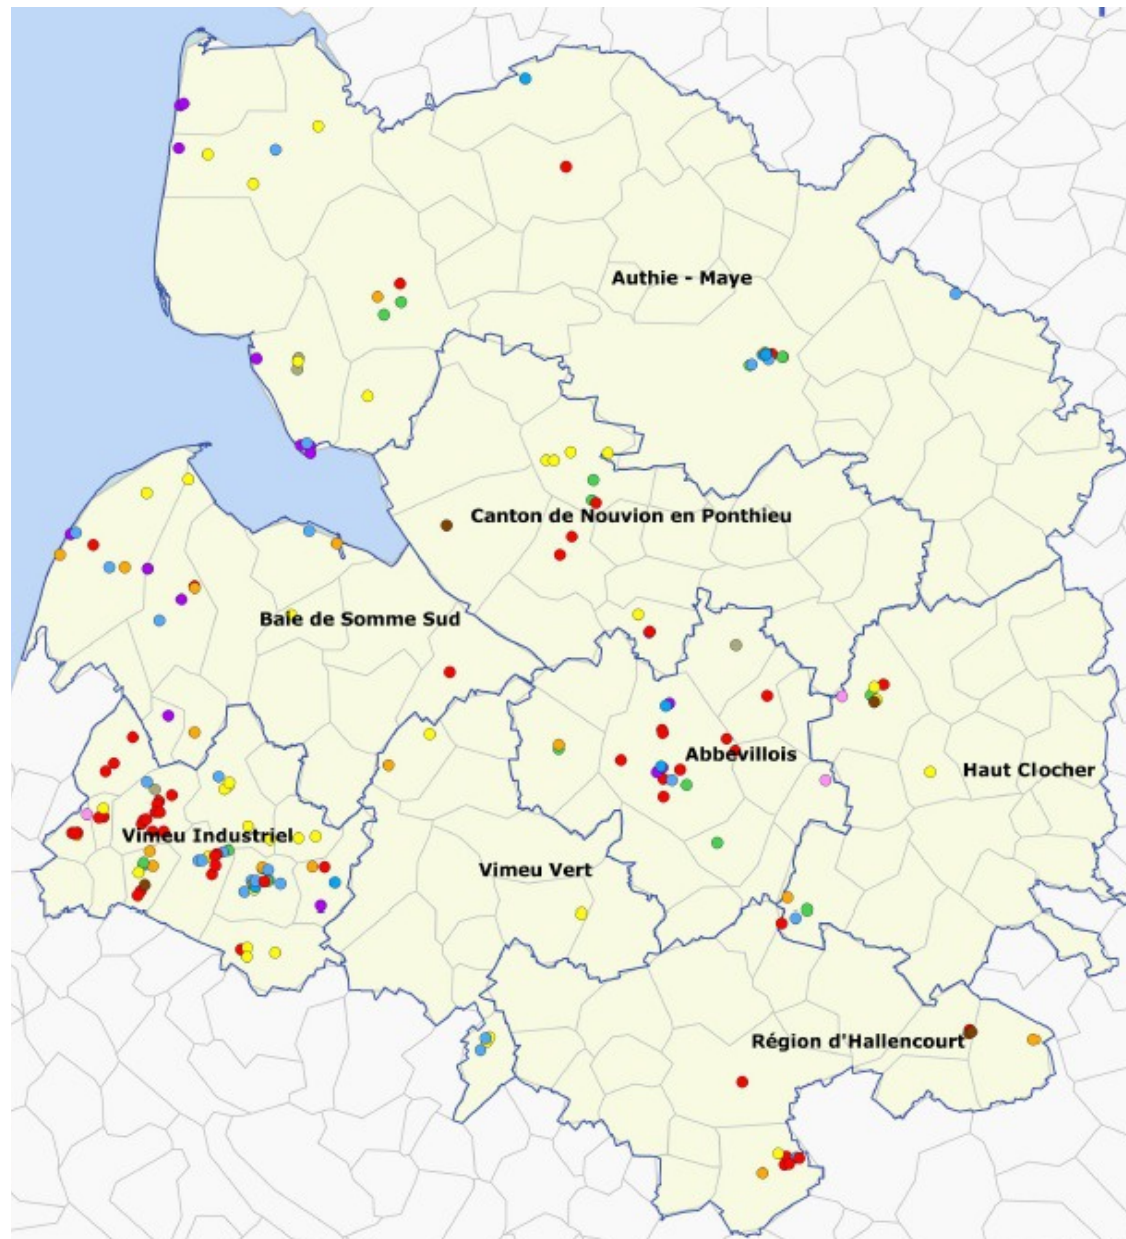 Authie - Maye
Canton de Nouvion en Ponthieu
Baie de Somme Sud
Abbevillois
Haut Clocher
Vimeu Industriel
Vimeu Vert
Région d'Hallencourt